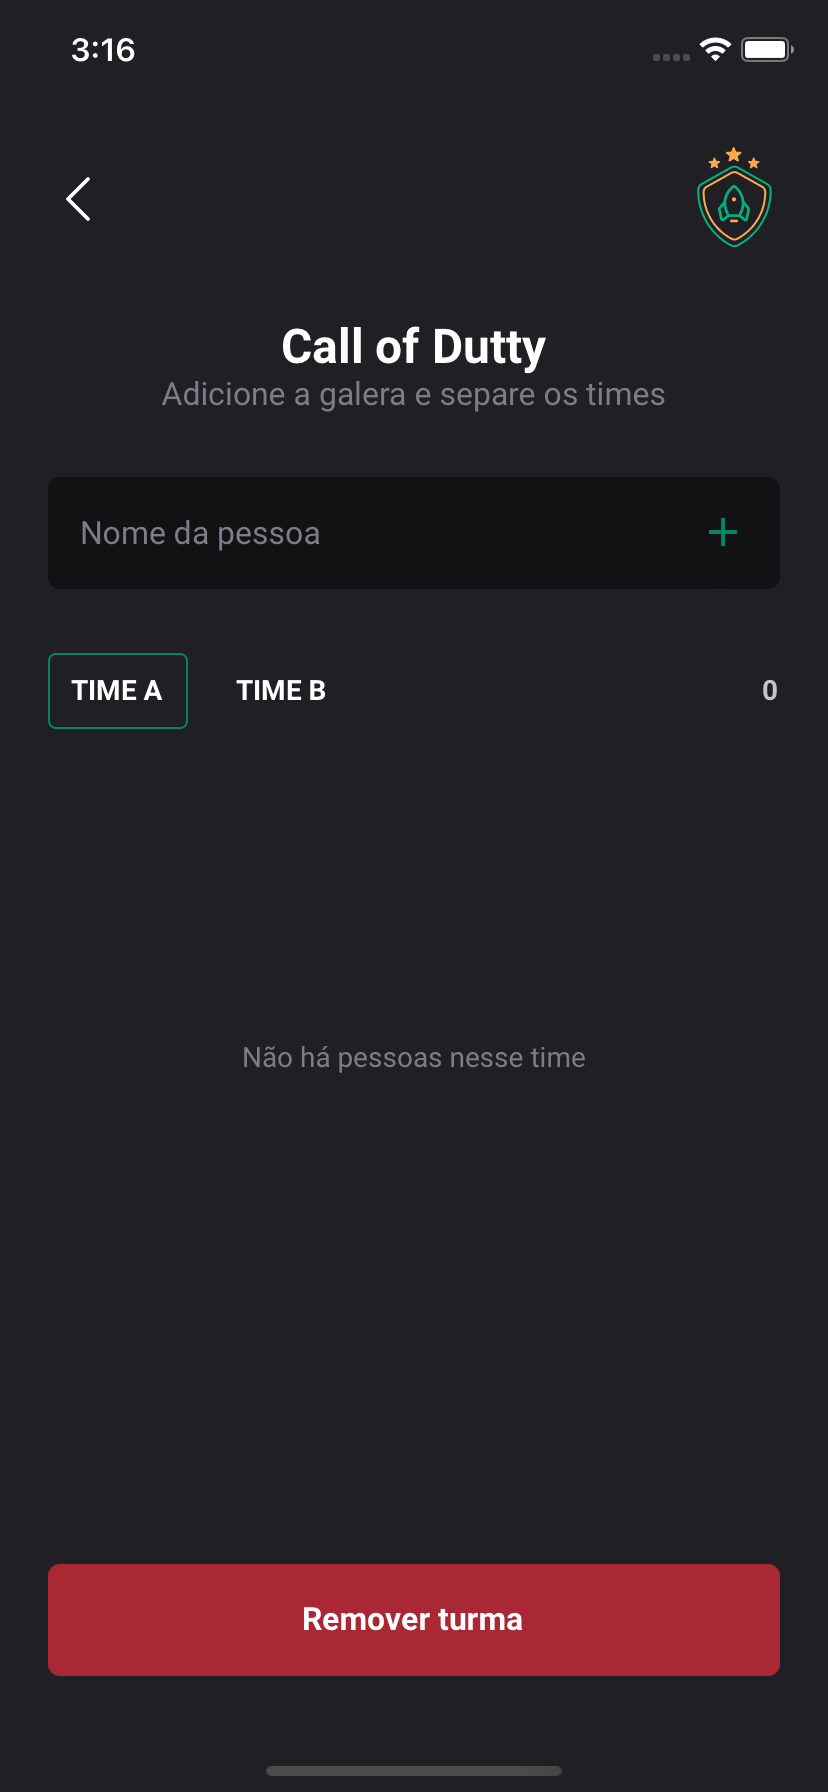 3:16
Call of Dutty
Adicione a galera e separe os times
Nome da pessoa
TIME A TIME B 0
Não há pessoas nesse time
Remover turma